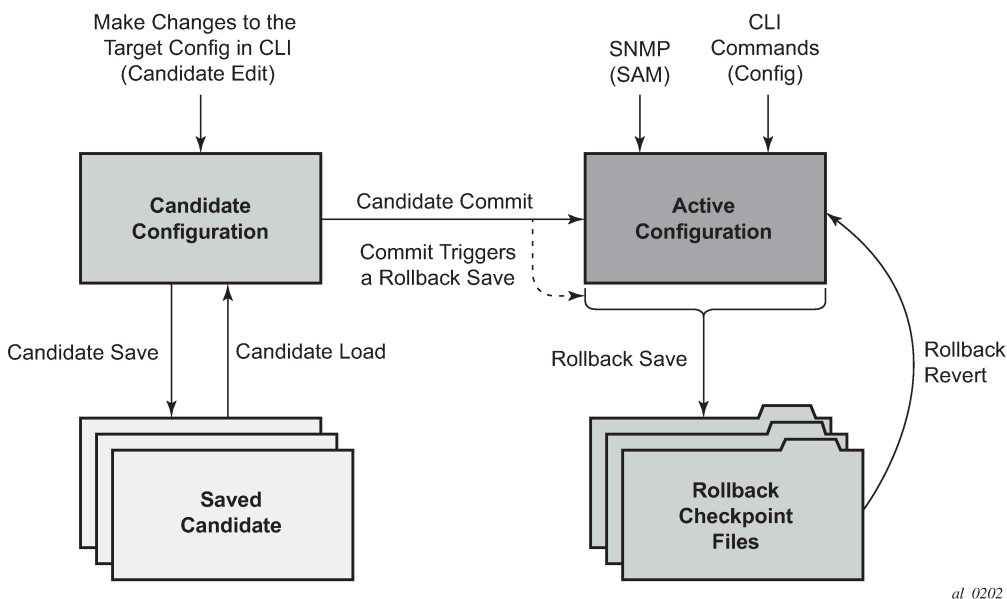 Make Changes to the
Target Config in CLI
(Candidate Edit)
SNMP
(SAM)
CLI
Commands
(Config)
Candidate
Configuration
Candidate Commit
Commit Triggers
a Rollback Save
Active
Configuration
Candidate Save
Candidate Load
Rollback Save
Rollback
Revert
Saved
Candidate
Rollback
Checkpoint
Files
al_0202